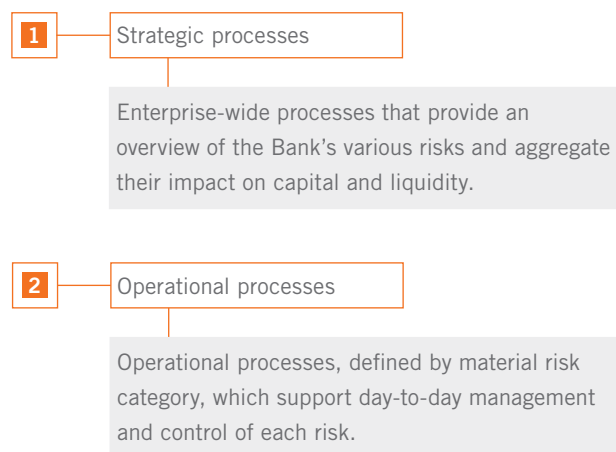 1
Strategic processes
Enterprise-wide processes that provide an
overview of the Bank’s various risks and aggregate
their impact on capital and liquidity.
2
Operational processes
Operational processes, defined by material risk
category, which support day-to-day management
and control of each risk.